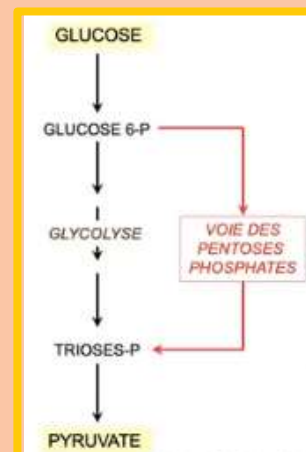 GLUCOSE
GLUCOSE 6-P
GLYCOLYSE
VOIE DES
PENTOSES
PHOSPHATES
TRIOSES-P
PYRUVATE